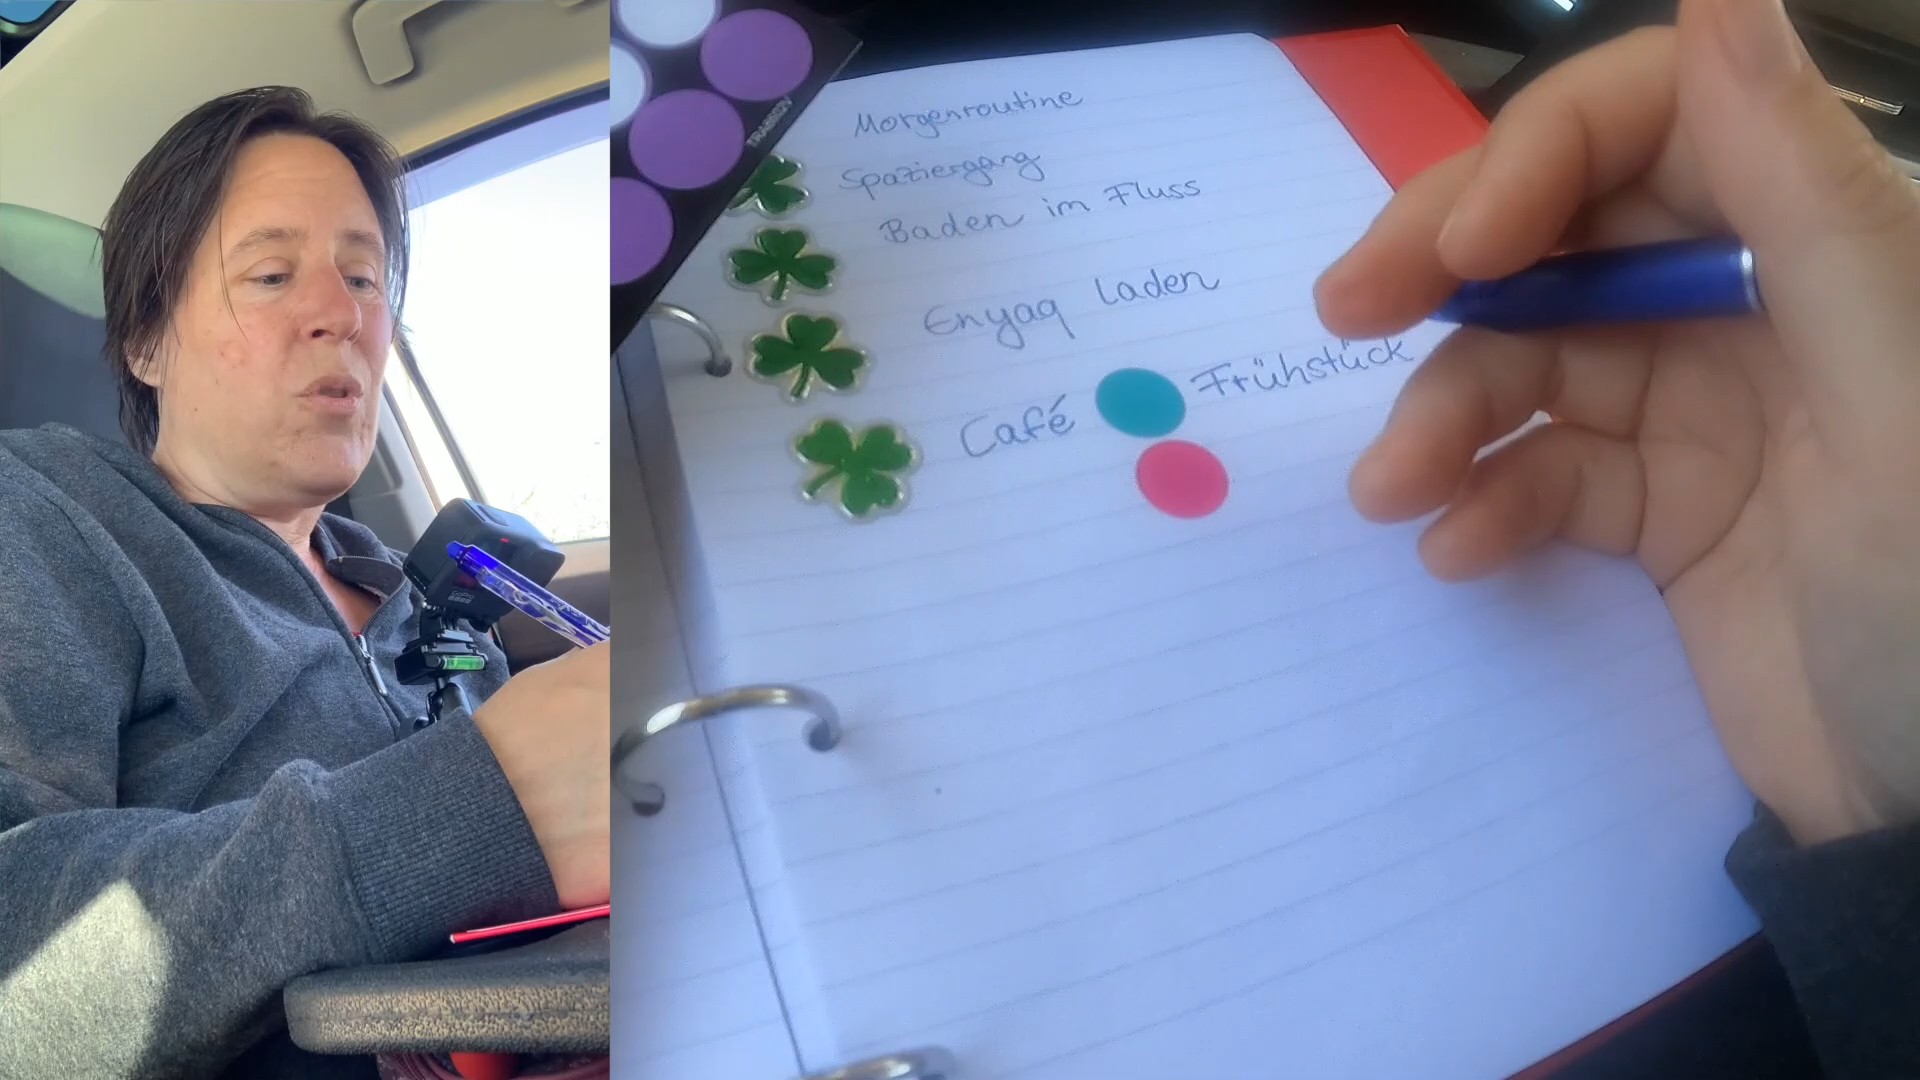 Morgenroutine
Spaziergang
Baden im Fluss
Enyaq laden
Café Frühstück